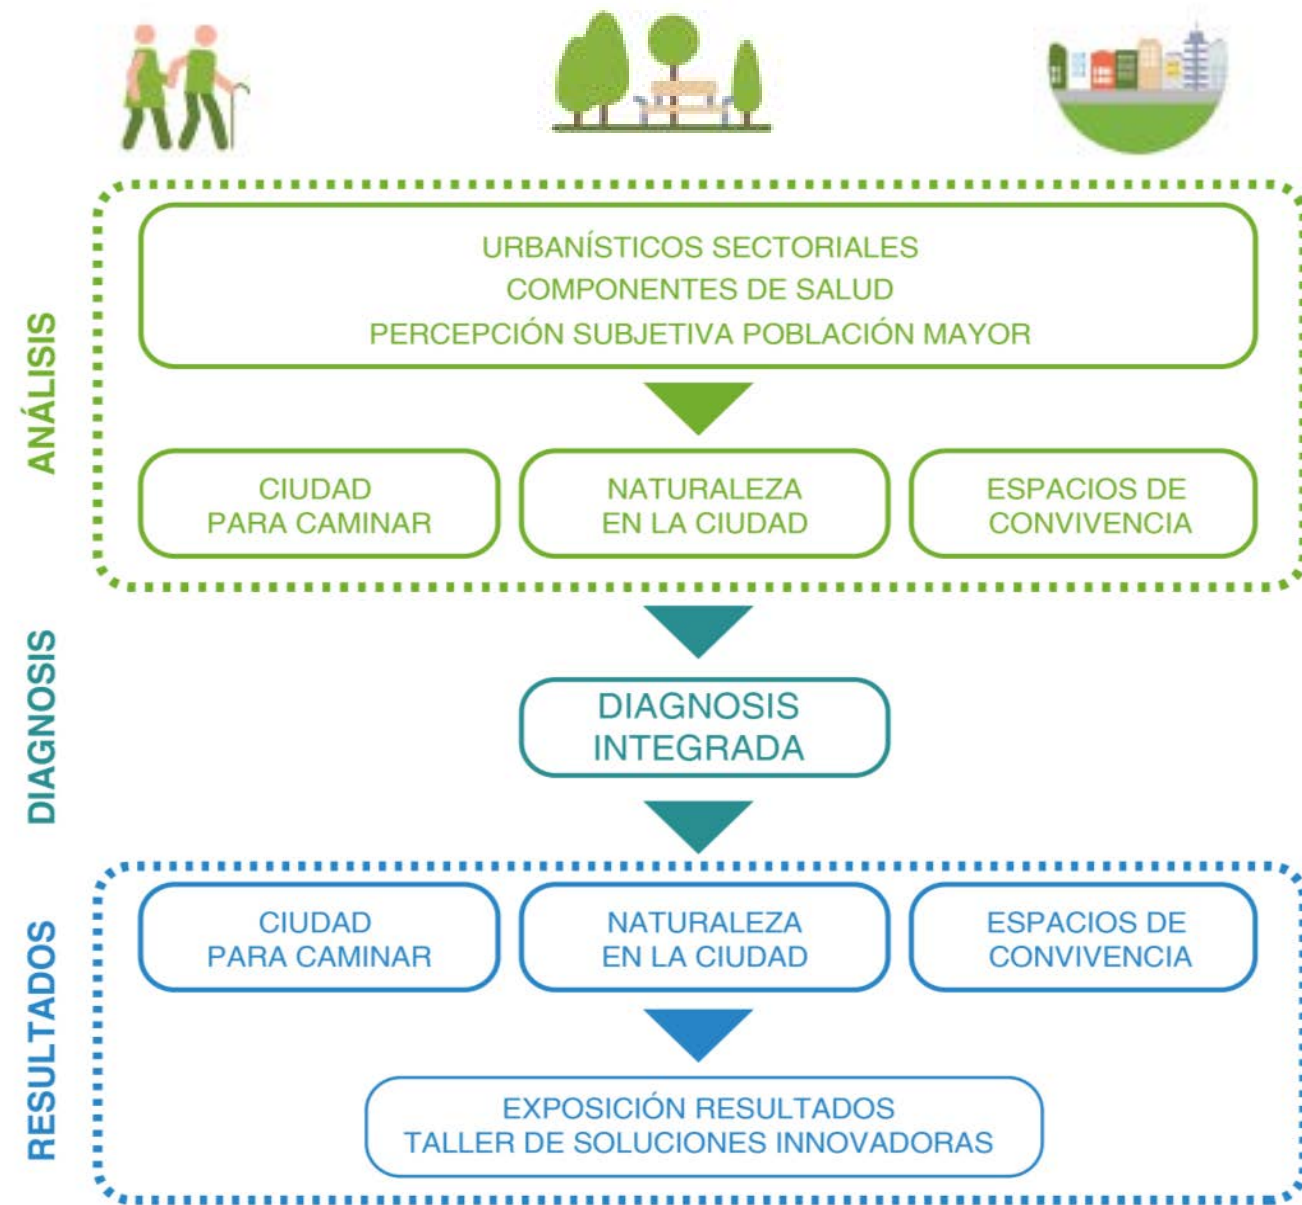 ANÁLISIS
URBANÍSTICOS SECTORIALES
COMPONENTES DE SALUD
PERCEPCIÓN SUBJETIVA POBLACIÓN MAYOR
CIUDAD
PARA CAMINAR
NATURALEZA
EN LA CIUDAD
ESPACIOS DE
CONVIVENCIA
DIAGNOSIS
DIAGNOSIS
INTEGRADA
RESULTADOS
CIUDAD
PARA CAMINAR
NATURALEZA
EN LA CIUDAD
ESPACIOS DE
CONVIVENCIA
EXPOSICIÓN RESULTADOS
TALLER DE SOLUCIONES INNOVADORAS